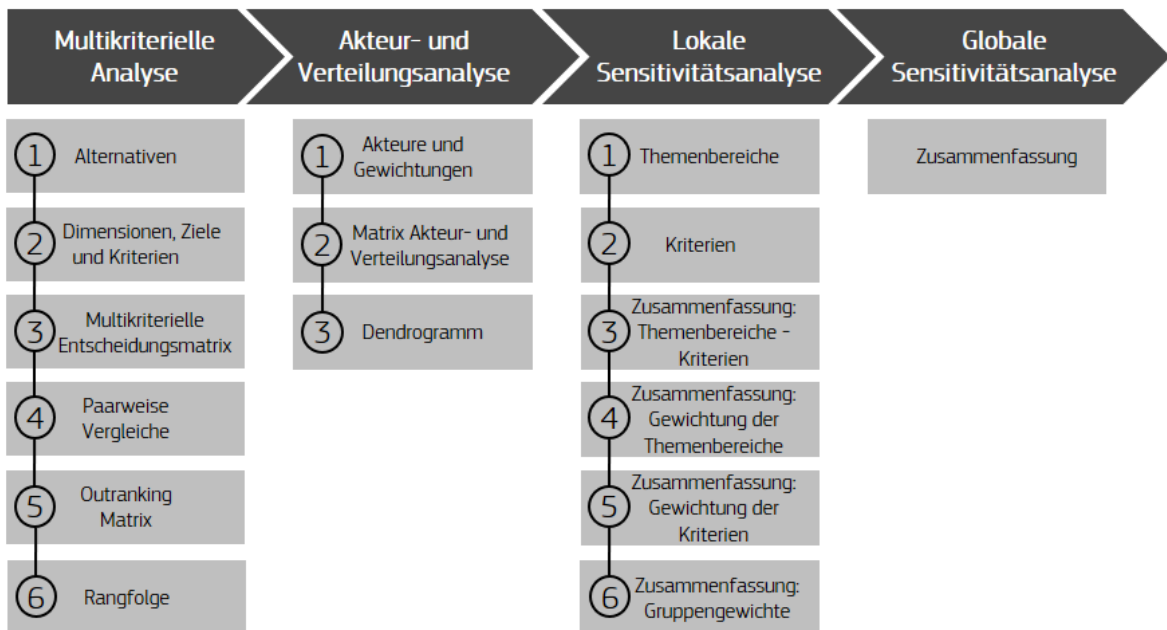 Multikriterielle
Analyse
Akteur- und
Verteilungsanalyse
Lokale
Sensitivitätsanalyse
Globale
Sensitivitätsanalyse
1
Alternativen
2
Dimensionen, Ziele
und Kriterien
3
Multikriterielle
Entscheidungsmatrix
4
Paarweise
Vergleiche
5
Outranking
Matrix
6
Rangfolge
1
Akteure und
Gewichtungen
2
Matrix Akteur- und
Verteilungsanalyse
3
Dendrogramm
1
Themenbereiche
2
Kriterien
3
Zusammenfassung:
Themenbereiche -
Kriterien
4
Zusammenfassung:
Gewichtung der
Themenbereiche
5
Zusammenfassung:
Gewichtung der
Kriterien
6
Zusammenfassung:
Gruppengewichte
Zusammenfassung